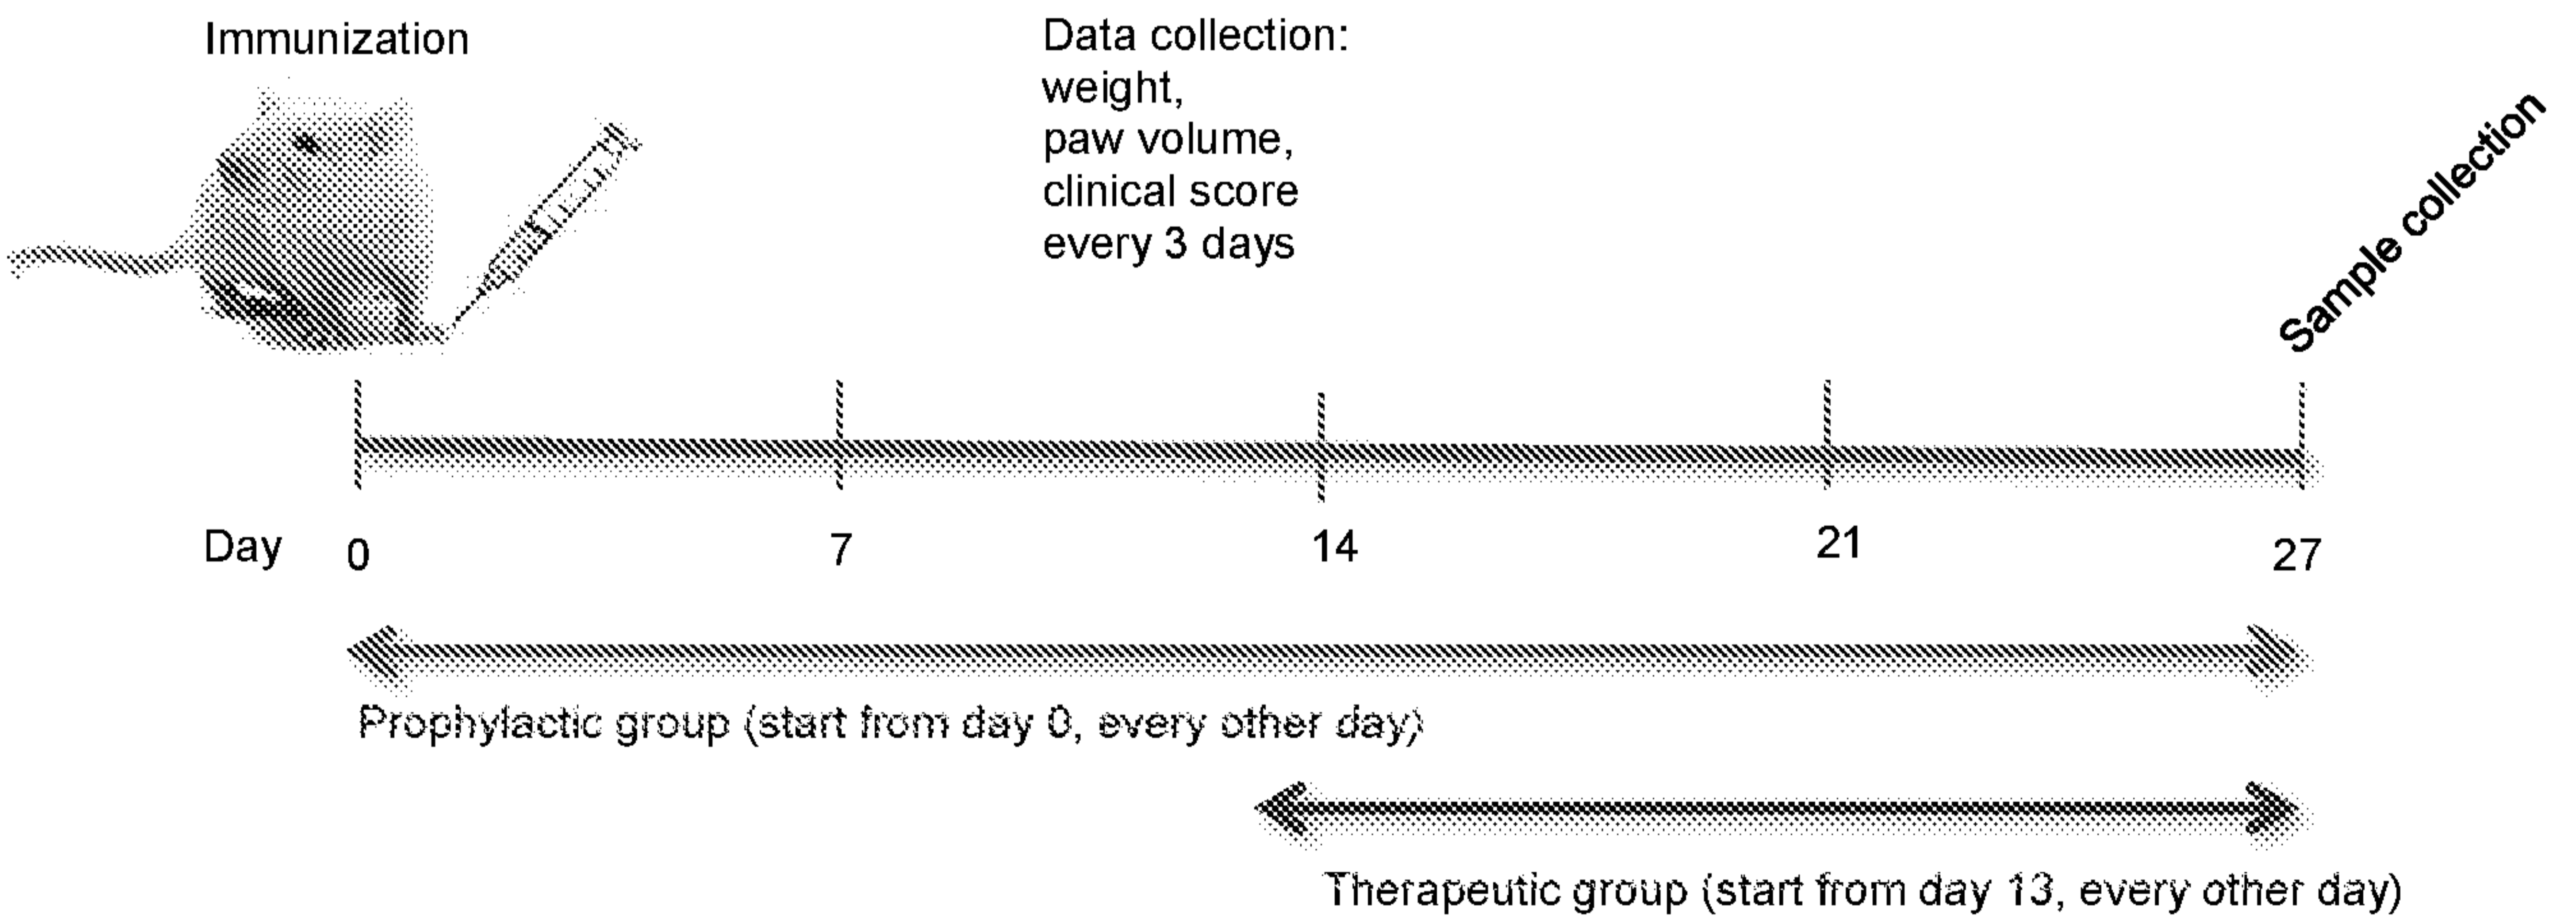 Immunization
Data collection:
weight,
paw volume,
clinical score
every 3 days
Sample collection
Day 0 7 14 21 27
Prophylactic group (start from day 0, every other day)
Therapeutic group (start from day 13, every other day)